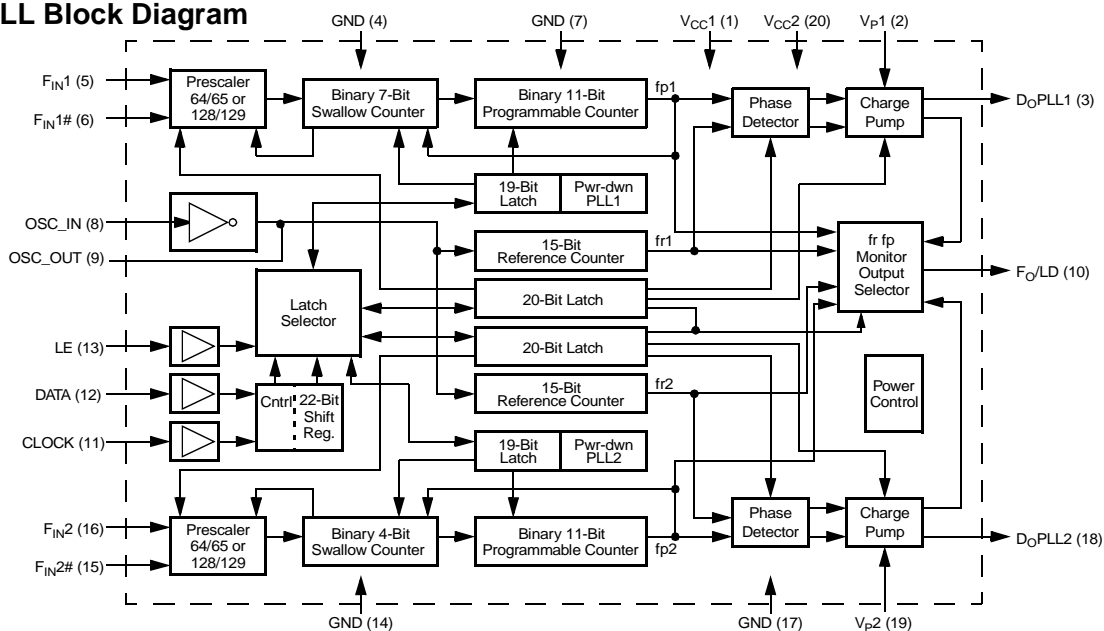 LL Block Diagram
GND (4)
GND (7)
VCC1 (1)
VCC2 (20)
VP1 (2)
FIN1 (5)
FIN1# (6)
Prescaler
64/65 or
128/129
Binary 7-Bit
Swallow Counter
Binary 11-Bit
Programmable Counter
fp1
Phase
Detector
Charge
Pump
DOPLL1 (3)
19-Bit
Latch
Pwr-dwn
PLL1
OSC_IN (8)
OSC_OUT (9)
15-Bit
Reference Counter
fr1
fr fp
Monitor
Output
Selector
FO/LD (10)
Latch
Selector
20-Bit Latch
20-Bit Latch
LE (13)
DATA (12)
CLOCK (11)
Cntrl
22-Bit
Shift
Reg.
15-Bit
Reference Counter
fr2
Power
Control
19-Bit
Latch
Pwr-dwn
PLL2
FIN2 (16)
FIN2# (15)
Prescaler
64/65 or
128/129
Binary 4-Bit
Swallow Counter
Binary 11-Bit
Programmable Counter
fp2
Phase
Detector
Charge
Pump
DOPLL2 (18)
GND (14)
GND (17)
VP2 (19)